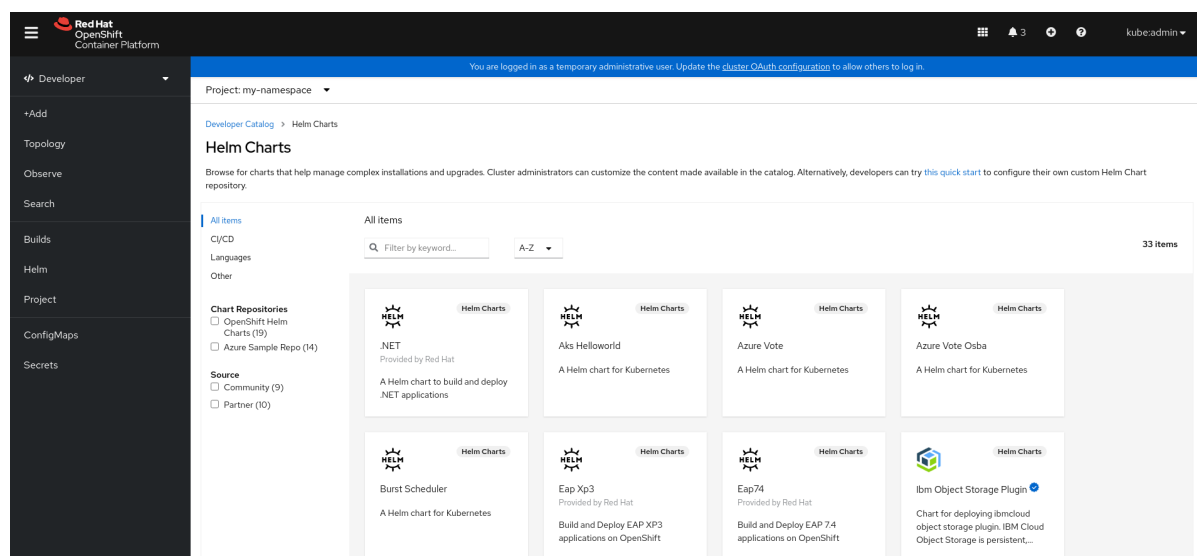 Red Hat
OpenShift
Container Platform
3
kube:admin
You are logged in as a temporary administrative user. Update the cluster OAuth configuration to allow others to log in.
Developer
+Add
Topology
Observe
Search
Builds
Helm
Project
ConfigMaps
Secrets
Project: my-namespace
Developer Catalog > Helm Charts
Helm Charts
Browse for charts that help manage complex installations and upgrades. Cluster administrators can customize the content made available in the catalog. Alternatively, developers can try this quick start to configure their own custom Helm Chart
repository.
All items
CI/CD
Languages
Other
Chart Repositories
OpenShift Helm
Charts (19)
Azure Sample Repo (14)
Source
Community (9)
Partner (10)
All items
Filter by keyword...
A-Z
33 items
HELM
Helm Charts
.NET
Provided by Red Hat
A Helm chart to build and deploy
.NET applications
HELM
Helm Charts
Aks Helloworld
A Helm chart for Kubernetes
HELM
Helm Charts
Azure Vote
A Helm chart for Kubernetes
HELM
Helm Charts
Azure Vote Osba
A Helm chart for Kubernetes
HELM
Helm Charts
Burst Scheduler
A Helm chart for Kubernetes
HELM
Helm Charts
Eap Xp3
Provided by Red Hat
Build and Deploy EAP XP3
applications on OpenShift
HELM
Helm Charts
Eap74
Provided by Red Hat
Build and Deploy EAP 7.4
applications on OpenShift
Helm Charts
Ibm Object Storage Plugin
Chart for deploying ibmcloud
object storage plugin. IBM Cloud
Object Storage is persistent,...